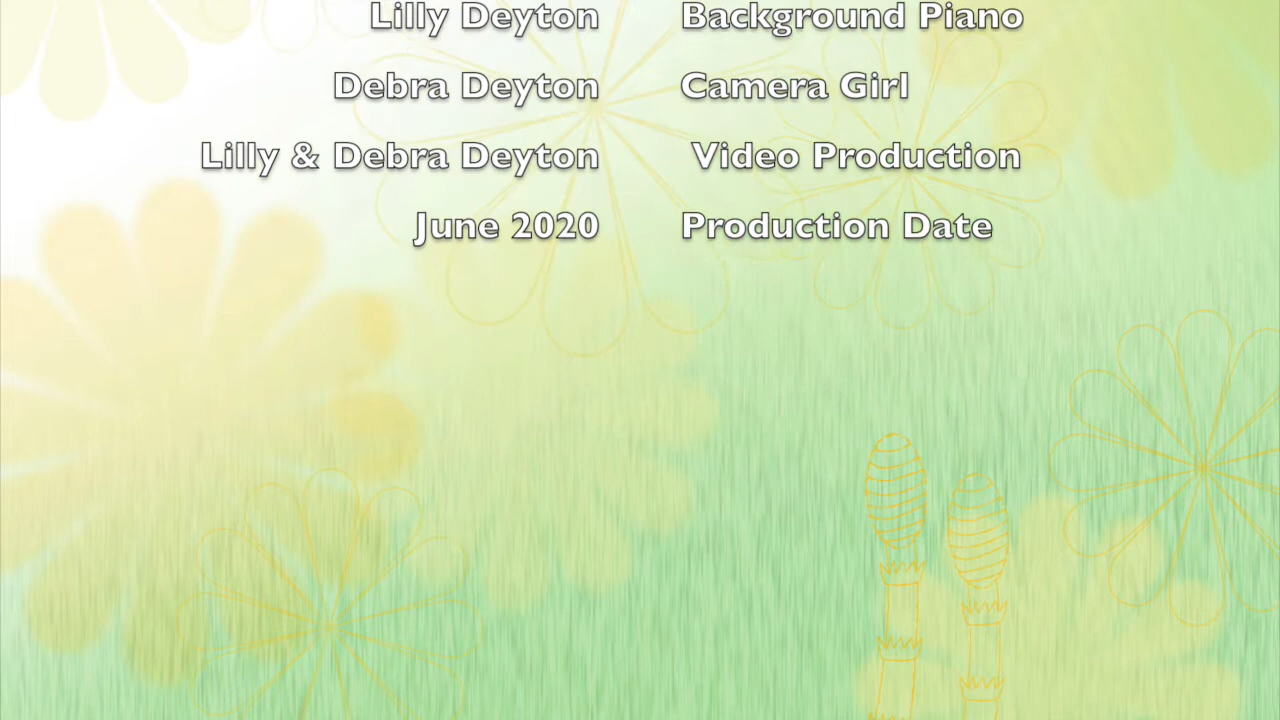 Lilly Deyton Background Piano
Debra Deyton Camera Girl
Lilly & Debra Deyton Video Production
June 2020 Production Date